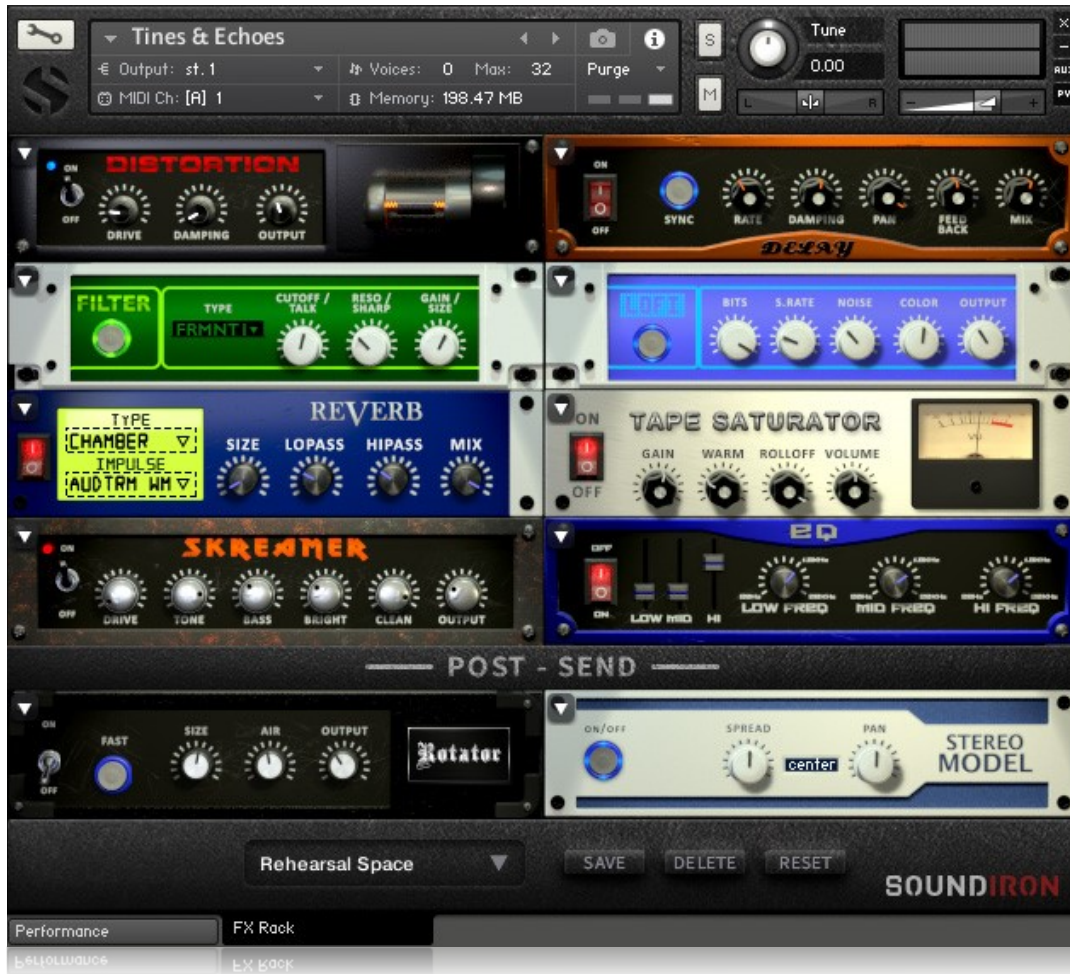 Tines & Echoes
Output: st.1
Voices: 0 Max: 32
Purge
MIDI Ch: [A] 1
Memory: 198.47 MB
S
M
Tune
0.00
L
R
-
+
AUX
PV
ON
OFF
DISTORTION
DRIVE DAMPING OUTPUT
ON
OFF
SYNC RATE DAMPING PAN FEED BACK MIX
DELAY
FILTER
TYPE
FRMNT I
CUTOFF / TALK
RESO / SHARP
GAIN / SIZE
LOFI
BITS S.RATE NOISE COLOR OUTPUT
TYPE
CHAMBER
IMPULSE
AUDTRM WM
REVERB
SIZE LOPASS HIPASS MIX
ON
OFF
TAPE SATURATOR
GAIN WARM ROLLOFF VOLUME
VU
ON
OFF
SKREAMER
DRIVE TONE BASS BRIGHT CLEAN OUTPUT
EQ
OFF
ON
LOW MID HI
LOW FREQ MID FREQ HI FREQ
POST - SEND
ON
OFF
FAST
SIZE AIR OUTPUT
Rotator
ON/OFF
SPREAD
center
PAN
STEREO
MODEL
Rehearsal Space
SAVE DELETE RESET
SOUNDIRON
Performance
FX Rack